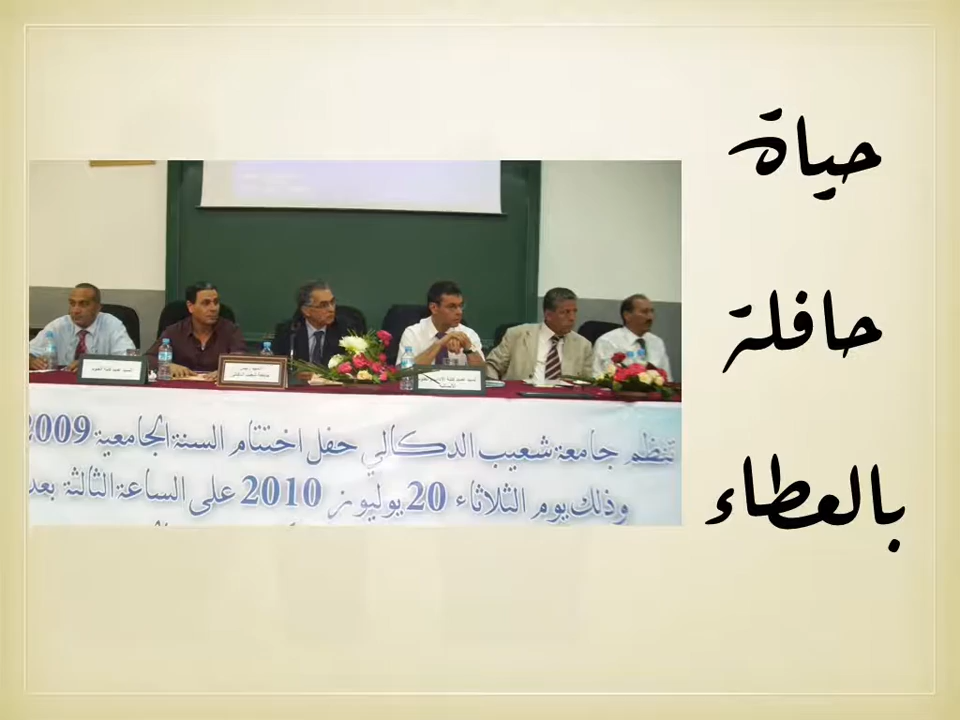 حياة
حافلة
بالعطاء
تنظم جامعة شعيب الدكالي حفل اختتام السنة الجامعية 2009
وذلك يوم الثلاثاء 20 يوليوز 2010 على الساعة الثالثة بعد